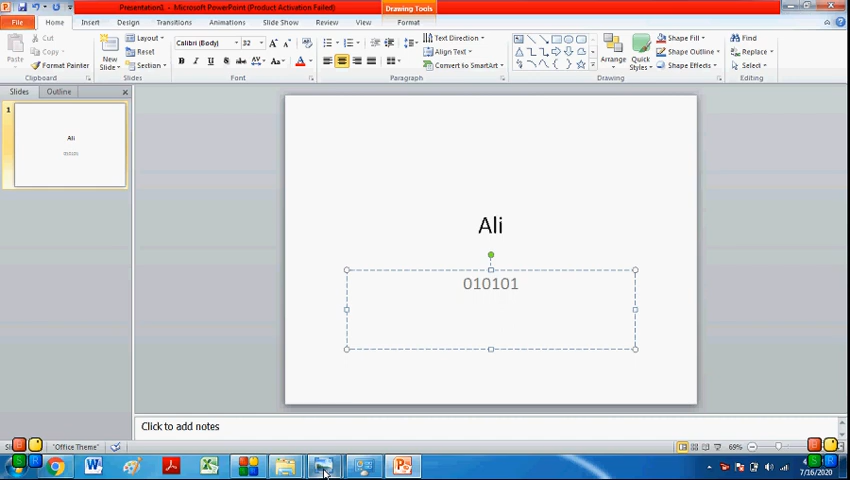 Presentation1 - Microsoft PowerPoint (Product Activation Failed)
Drawing Tools
File Home Insert Design Transitions Animations Slide Show Review View Format
Cut
Copy
Format Painter
Paste
Clipboard
New Slide
Layout
Reset
Section
Slides
Calibri (Body) 32
B I U S abc AV Aa A
Font
Text Direction
Align Text
Convert to SmartArt
Paragraph
Arrange
Quick Styles
Shape Fill
Shape Outline
Shape Effects
Drawing
Find
Replace
Select
Editing
Slides Outline
1
Ali
010101
Ali
010101
Click to add notes
"Office Theme"
69%
7/16/2020